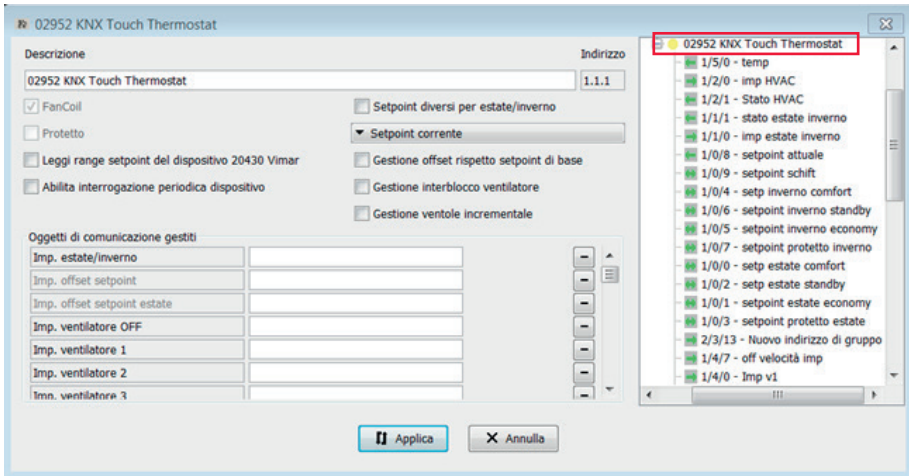 02952 KNX Touch Thermostat
Descrizione
Indirizzo
02952 KNX Touch Thermostat
1.1.1
FanCoil
Setpoint diversi per estate/inverno
Protetto
Setpoint corrente
Leggi range setpoint del dispositivo 20430 Vimar
Gestione offset rispetto setpoint di base
Abilita interrogazione periodica dispositivo
Gestione interblocco ventilatore
Gestione ventole incrementale
Oggetti di comunicazione gestiti
Imp. estate/inverno
Imp. offset setpoint
Imp. offset setpoint estate
Imp. ventilatore OFF
Imp. ventilatore 1
Imp. ventilatore 2
Imp. ventilatore 3
Applica
Annulla
02952 KNX Touch Thermostat
1/5/0 - temp
1/2/0 - imp HVAC
1/2/1 - Stato HVAC
1/1/1 - stato estate inverno
1/1/0 - imp estate inverno
1/0/8 - setpoint attuale
1/0/9 - setpoint schift
1/0/4 - setp inverno comfort
1/0/6 - setpoint inverno standby
1/0/5 - setpoint inverno economy
1/0/7 - setpoint protetto inverno
1/0/0 - setp estate comfort
1/0/2 - setp estate standby
1/0/1 - setpoint estate economy
1/0/3 - setpoint protetto estate
2/3/13 - Nuovo indirizzo di gruppo
1/4/7 - off velocità imp
1/4/0 - Imp v1